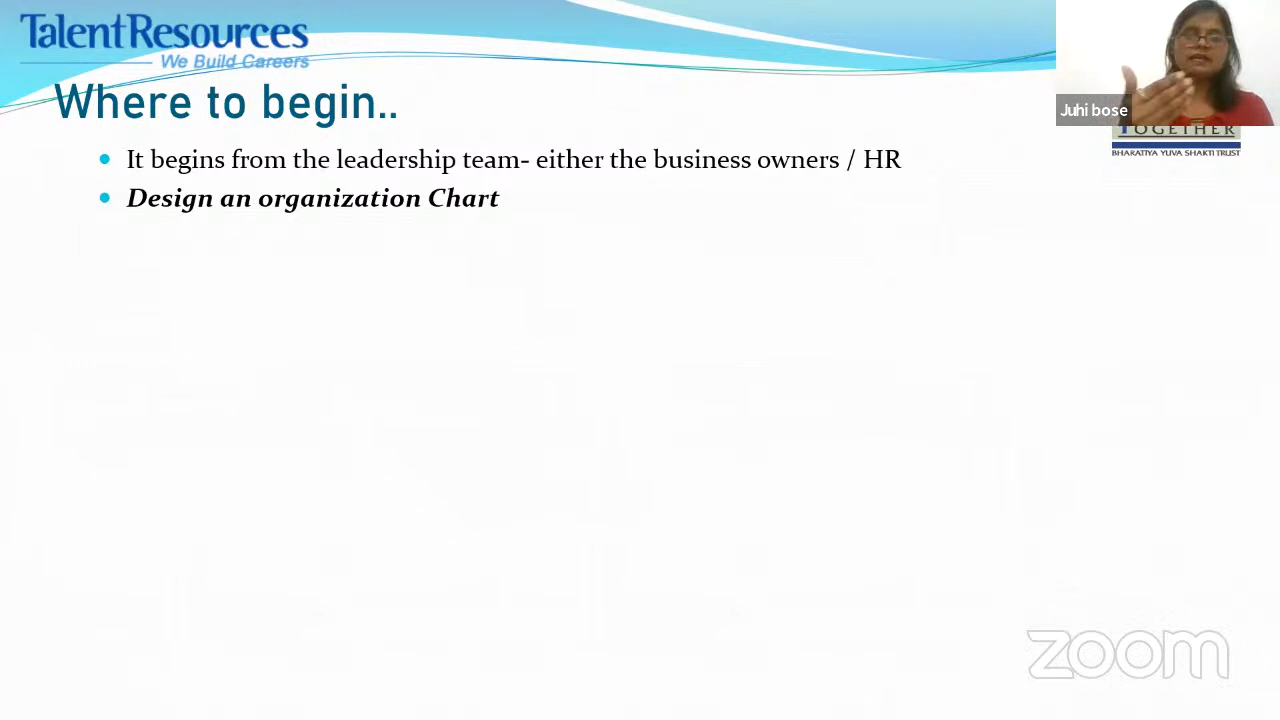 TalentResources
We Build Careers
Where to begin..
Juhi bose
TOGETHER
BHARATIYA YUVA SHAKTI TRUST
• It begins from the leadership team- either the business owners / HR
• Design an organization Chart
zoom